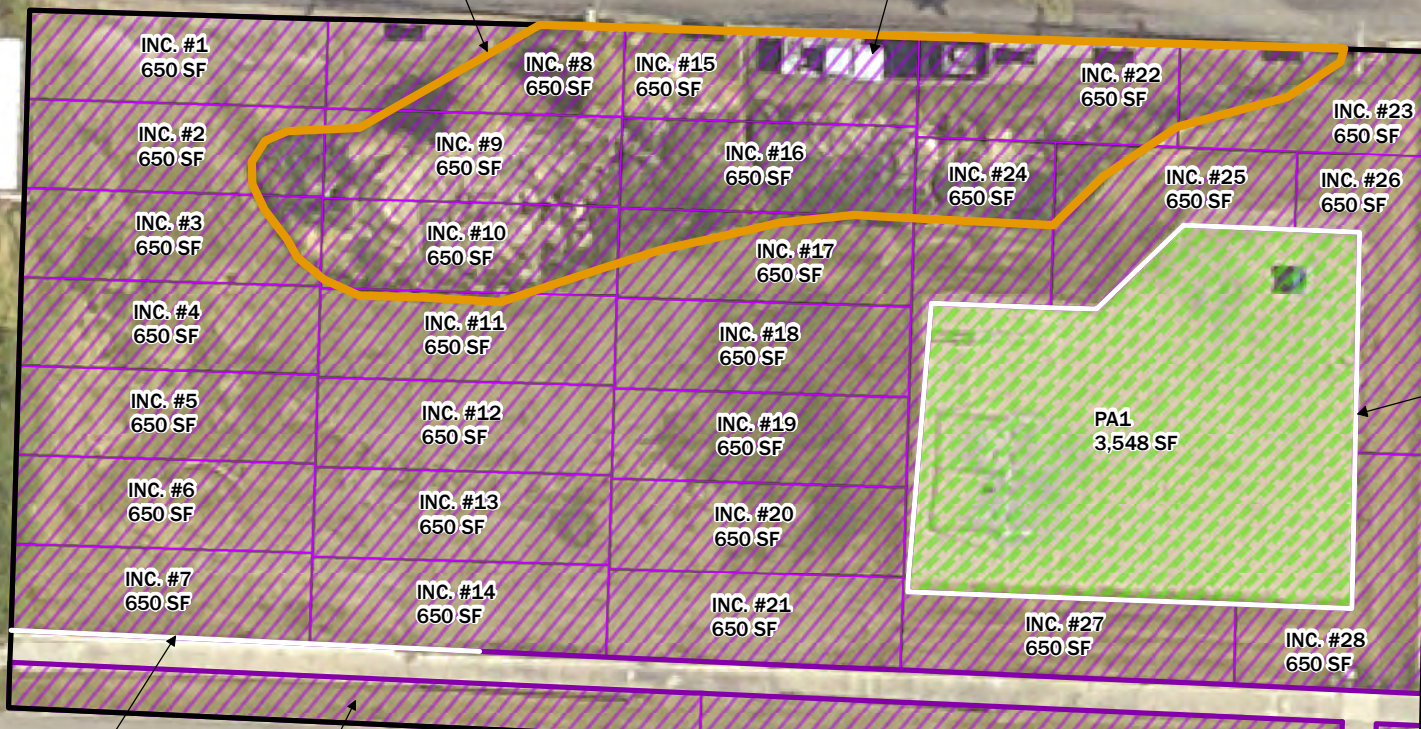 INC. #1
650 SF
INC. #2
650 SF
INC. #3
650 SF
INC. #4
650 SF
INC. #5
650 SF
INC. #6
650 SF
INC. #7
650 SF
INC. #8
650 SF
INC. #9
650 SF
INC. #10
650 SF
INC. #11
650 SF
INC. #12
650 SF
INC. #13
650 SF
INC. #14
650 SF
INC. #15
650 SF
INC. #16
650 SF
INC. #17
650 SF
INC. #18
650 SF
INC. #19
650 SF
INC. #20
650 SF
INC. #21
650 SF
INC. #22
650 SF
INC. #23
650 SF
INC. #24
650 SF
INC. #25
650 SF
INC. #26
650 SF
PA1
3,548 SF
INC. #27
650 SF
INC. #28
650 SF